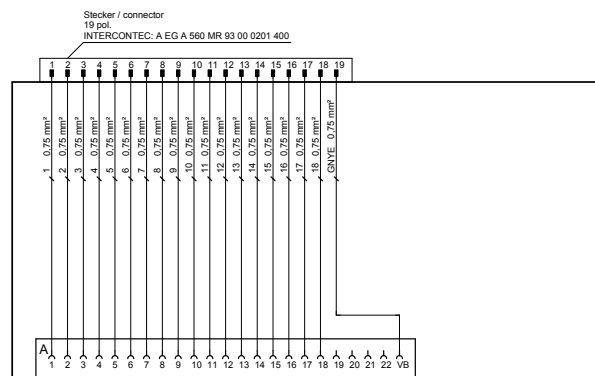 Stecker / connector
19 pol.
INTERCONTEC: A EG A 560 MR 93 00 0201 400
1 2 3 4 5 6 7 8 9 10 11 12 13 14 15 16 17 18 19
1 0,75 mm²
2 0,75 mm²
3 0,75 mm²
4 0,75 mm²
5 0,75 mm²
6 0,75 mm²
7 0,75 mm²
8 0,75 mm²
9 0,75 mm²
10 0,75 mm²
11 0,75 mm²
12 0,75 mm²
13 0,75 mm²
14 0,75 mm²
15 0,75 mm²
16 0,75 mm²
17 0,75 mm²
18 0,75 mm²
GNYE 0,75 mm²
A
1 2 3 4 5 6 7 8 9 10 11 12 13 14 15 16 17 18 19 20 21 22 VB